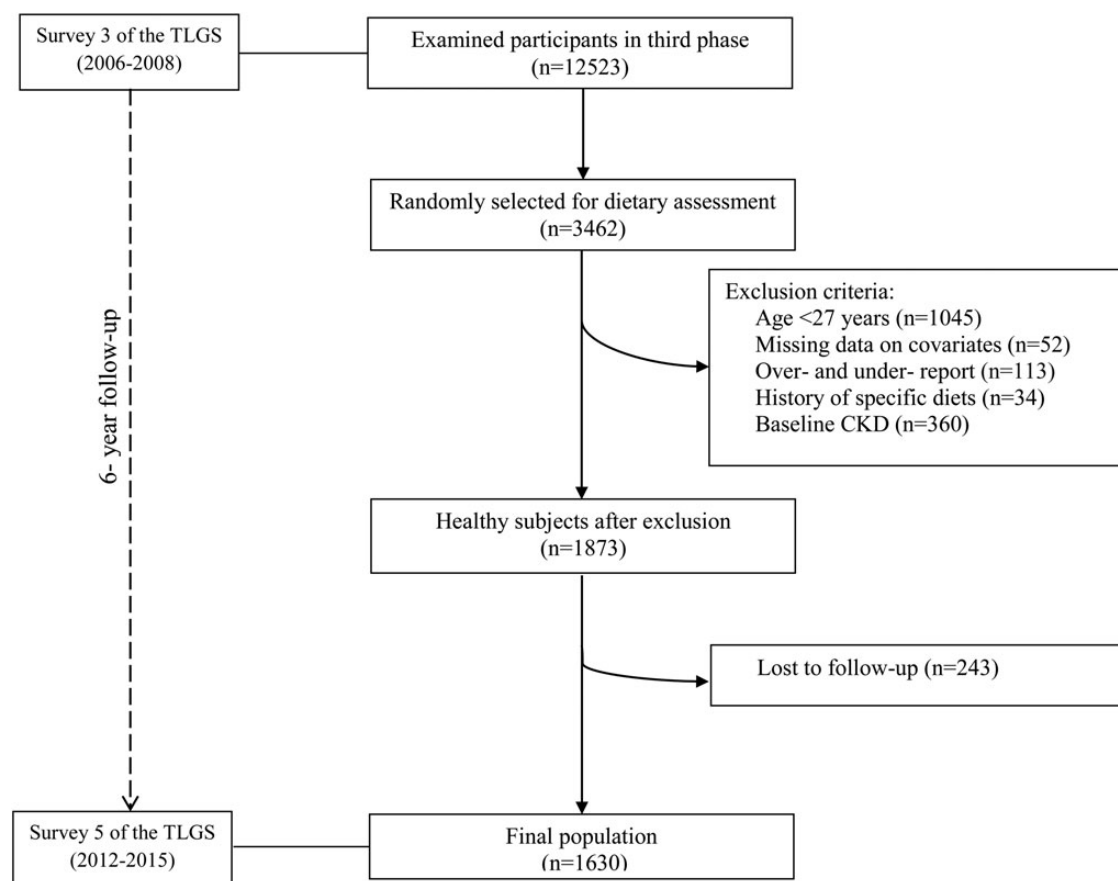 Survey 3 of the TLGS
(2006-2008)
Examined participants in third phase
(n=12523)
Randomly selected for dietary assessment
(n=3462)
Exclusion criteria:
Age <27 years (n=1045)
Missing data on covariates (n=52)
Over- and under- report (n=113)
History of specific diets (n=34)
Baseline CKD (n=360)
6- year follow-up
Healthy subjects after exclusion
(n=1873)
Lost to follow-up (n=243)
Survey 5 of the TLGS
(2012-2015)
Final population
(n=1630)